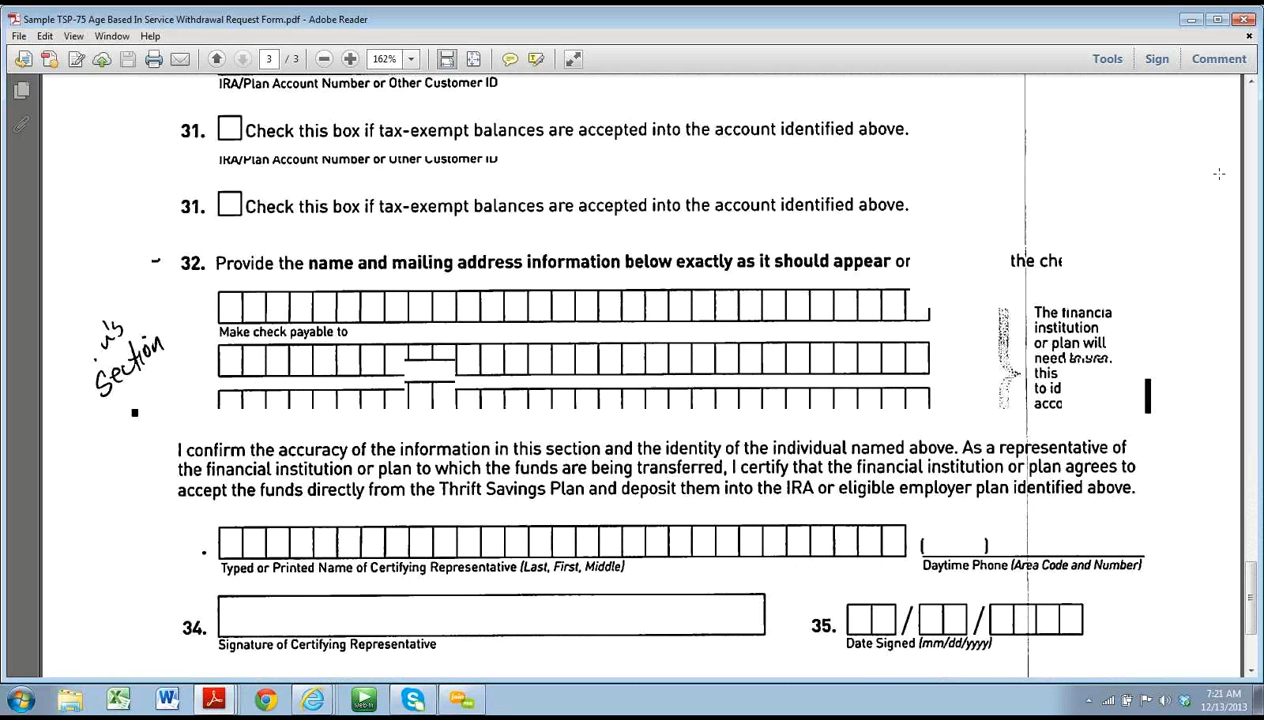 Sample TSP-75 Age Based In Service Withdrawal Request Form.pdf - Adobe Reader
File Edit View Window Help
3 / 3 162% Tools Sign Comment
IRA/Plan Account Number or Other Customer ID
31. Check this box if tax-exempt balances are accepted into the account identified above.
IRA/Plan Account Number or Other Customer ID
31. Check this box if tax-exempt balances are accepted into the account identified above.
32. Provide the name and mailing address information below exactly as it should appear or the che
Make check payable to
The financia
institution
or plan will
need
this
to id
acco
section
I confirm the accuracy of the information in this section and the identity of the individual named above. As a representative of
the financial institution or plan to which the funds are being transferred, I certify that the financial institution or plan agrees to
accept the funds directly from the Thrift Savings Plan and deposit them into the IRA or eligible employer plan identified above.
( )
Typed or Printed Name of Certifying Representative (Last, First, Middle) Daytime Phone (Area Code and Number)
34. 35. / /
Signature of Certifying Representative Date Signed (mm/dd/yyyy)
7:21 AM
12/13/2013